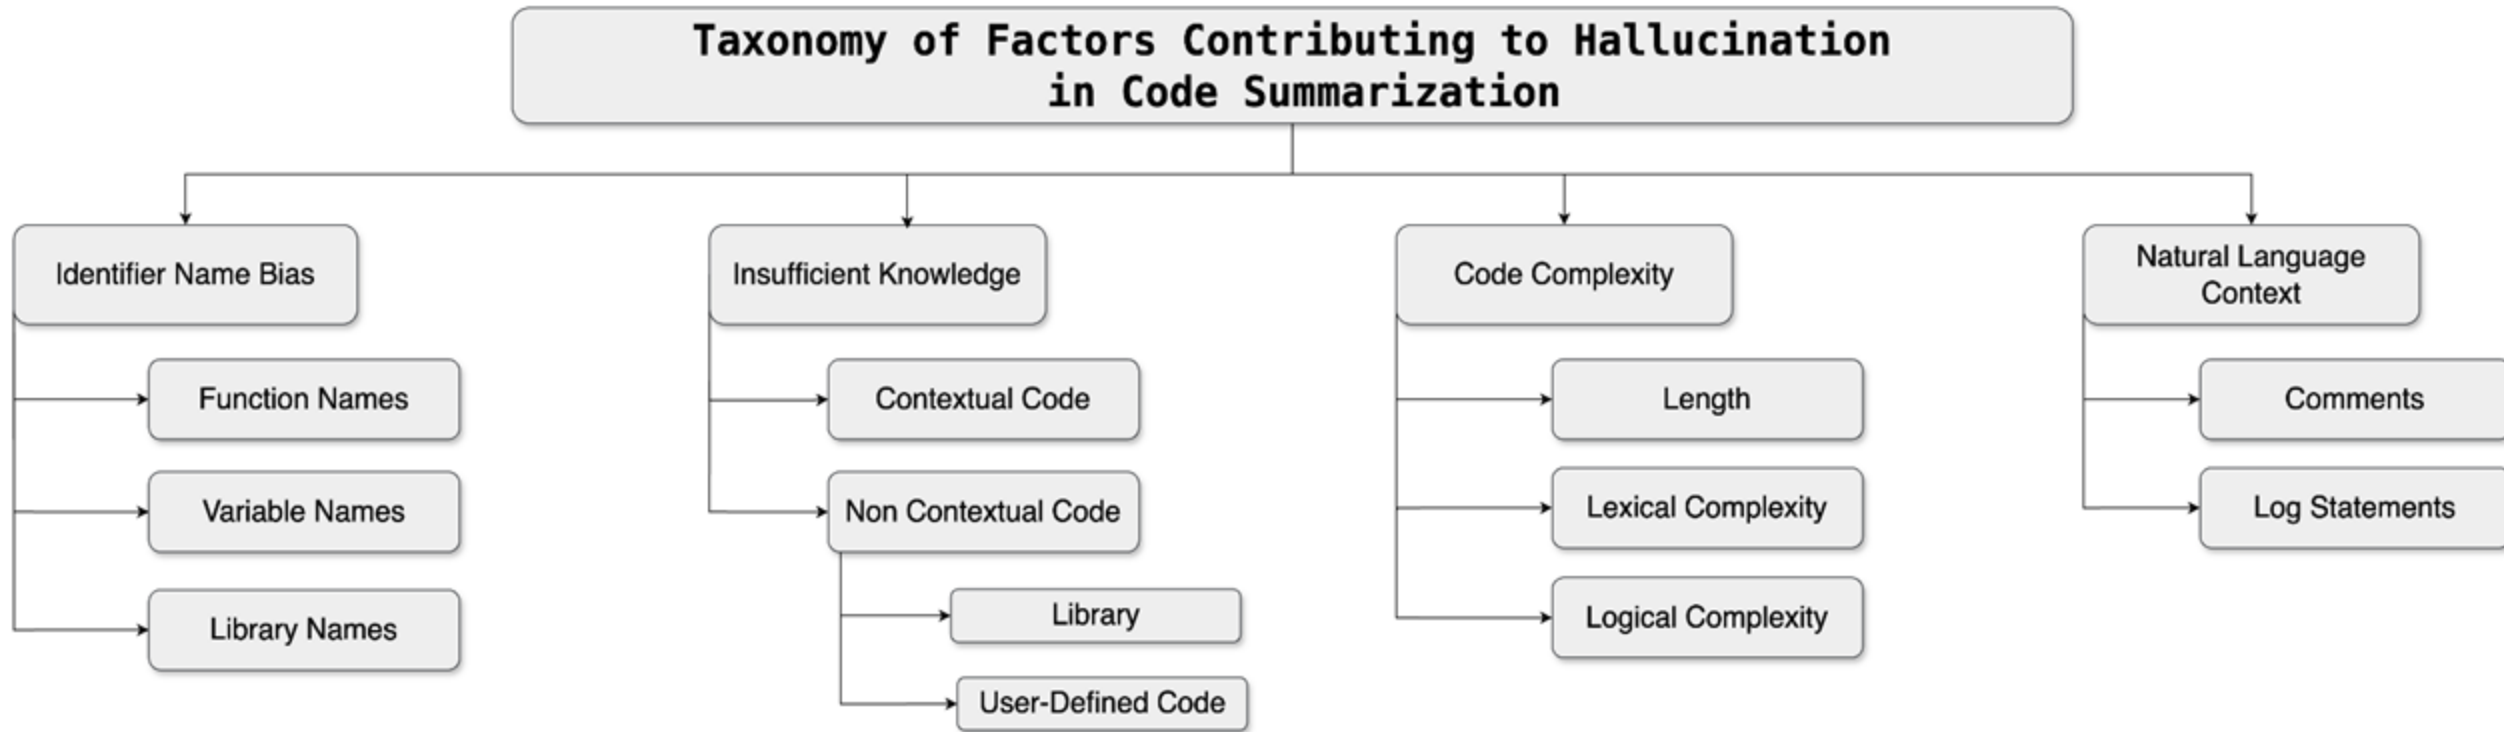 Taxonomy of Factors Contributing to Hallucination
in Code Summarization
Identifier Name Bias
Function Names
Variable Names
Library Names
Insufficient Knowledge
Contextual Code
Non Contextual Code
Library
User-Defined Code
Code Complexity
Length
Lexical Complexity
Logical Complexity
Natural Language
Context
Comments
Log Statements